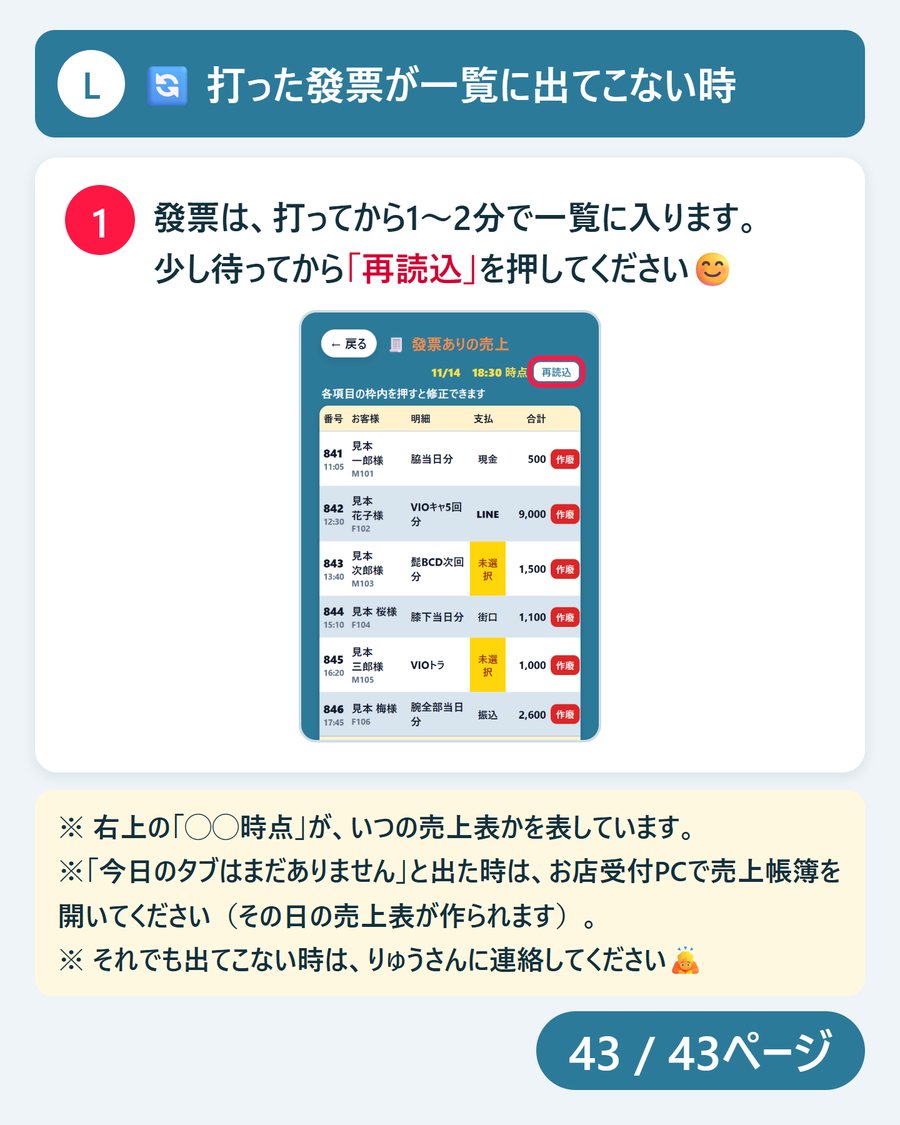 L 🔄 打った發票が一覧に出てこない時
1
發票は、打ってから1〜2分で一覧に入ります。
少し待ってから「再読込」を押してください😊
← 戻る 🧾 發票ありの売上
11/14 18:30 時点 再読込
各項目の枠内を押すと修正できます
番号 お客様 明細 支払 合計
841 11:05 見本 一郎様 M101 脇当日分 現金 500 作廢
842 12:30 見本 花子様 F102 VIOキャ5回分 LINE 9,000 作廢
843 13:40 見本 次郎様 M103 髭BCD次回分 未選択 1,500 作廢
844 15:10 見本 桜様 F104 膝下当日分 街口 1,100 作廢
845 16:20 見本 三郎様 M105 VIOトラ 未選択 1,000 作廢
846 17:45 見本 梅様 F106 腕全部当日分 振込 2,600 作廢
※ 右上の「◯◯時点」が、いつの売上表かを表しています。
※「今日のタブはまだありません」と出た時は、お店受付PCで売上帳簿を
開いてください（その日の売上表が作られます）。
※ それでも出てこない時は、りゅうさんに連絡してください🙇
43 / 43ページ